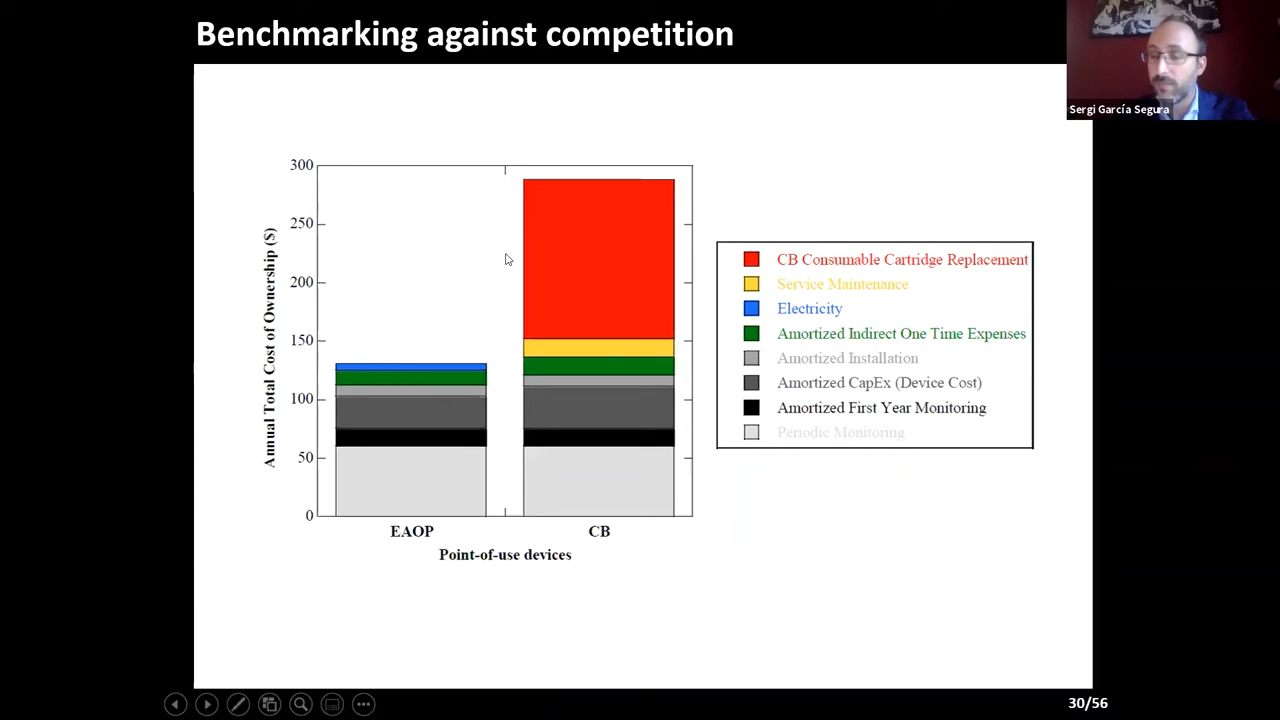 Benchmarking against competition
Sergi García Segura
300
250
200
150
100
50
0
Annual Total Cost of Ownership ($)
EAOP
CB
Point-of-use devices
CB Consumable Cartridge Replacement
Service Maintenance
Electricity
Amortized Indirect One Time Expenses
Amortized Installation
Amortized CapEx (Device Cost)
Amortized First Year Monitoring
Periodic Monitoring
30/56